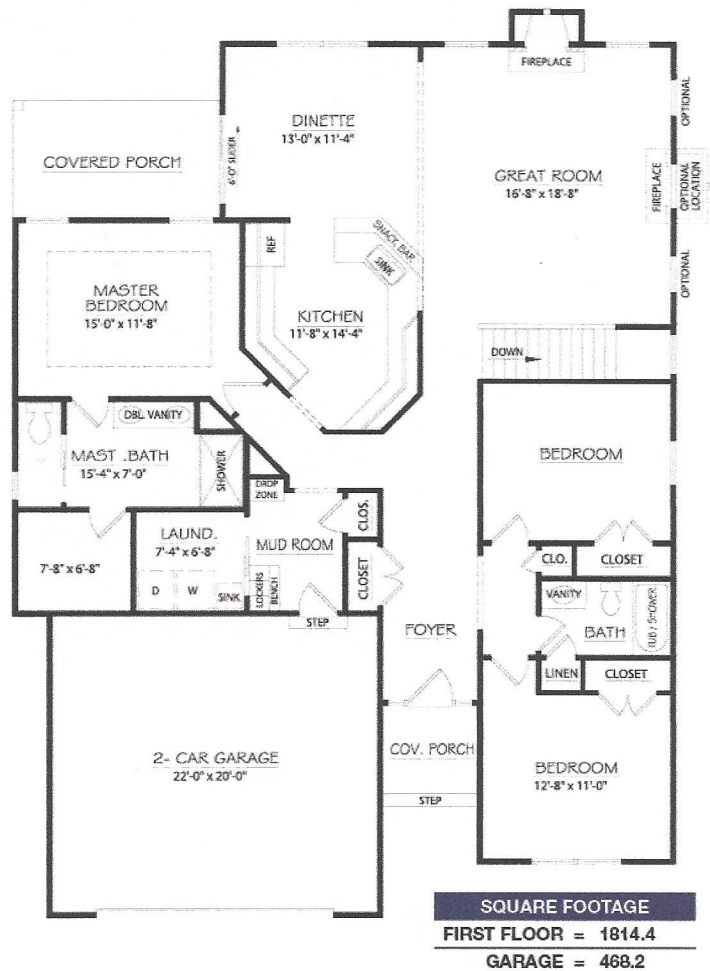 FIREPLACE
DINETTE
13'-0" x 11'-4"
OPTIONAL
6'-0" SLIDER
COVERED PORCH
GREAT ROOM
16'-8" x 18'-8"
FIREPLACE
OPTIONAL
LOCATION
OPTIONAL
SNACK BAR
REF
SINK
MASTER
BEDROOM
15'-0" x 11'-8"
KITCHEN
11'-8" x 14'-4"
DOWN
DBL. VANITY
MAST .BATH
15'-4" x 7'-0"
SHOWER
BEDROOM
DROP
ZONE
CLOS.
LAUND.
7'-4" x 6'-8"
MUD ROOM
7'-8" x 6'-8"
CLO.
CLOSET
CLOSET
D
W
SINK
LOCKERS
BENCH
VANITY
TUB / SHOWER
BATH
STEP
FOYER
LINEN
CLOSET
2- CAR GARAGE
22'-0" x 20'-0"
COV. PORCH
STEP
BEDROOM
12'-8" x 11'-0"
SQUARE FOOTAGE
FIRST FLOOR = 1814.4
GARAGE = 468.2